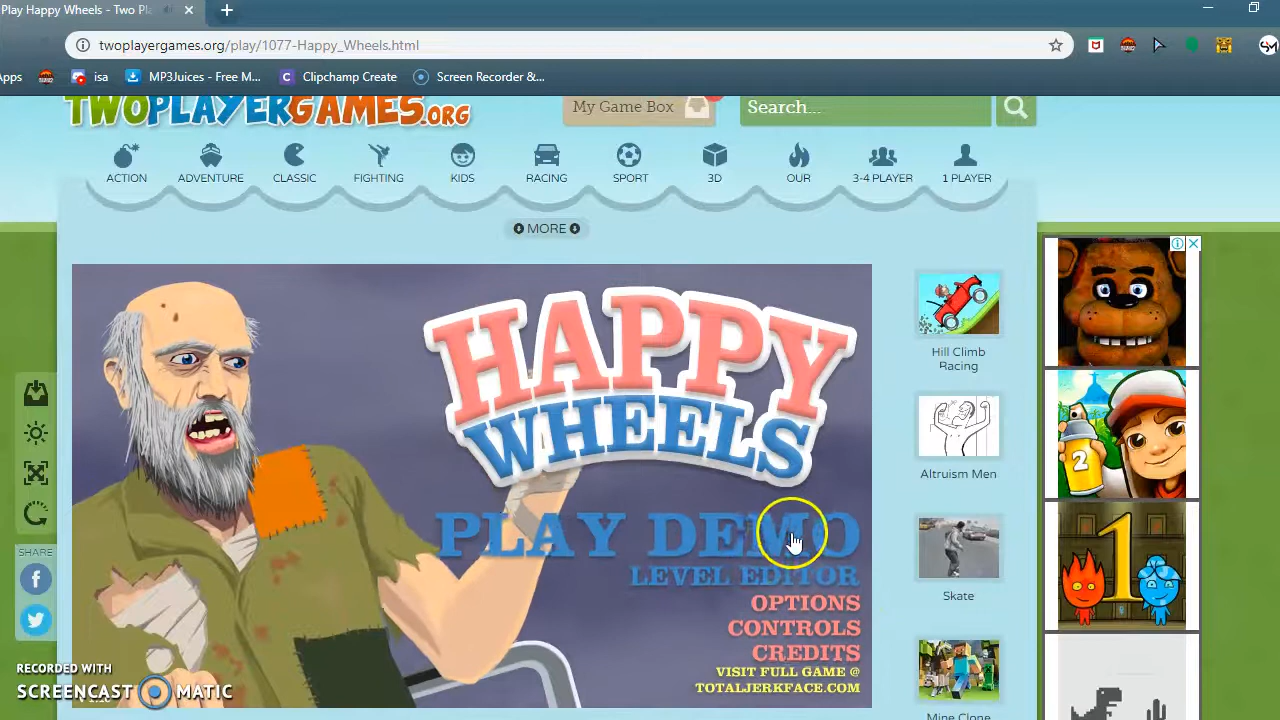 Play Happy Wheels - Two Pl
twoplayergames.org/play/1077-Happy_Wheels.html
Apps
isa
MP3Juices - Free M...
Clipchamp Create
Screen Recorder &...
TWOPLAYERGAMES.ORG
My Game Box
Search...
ACTION
ADVENTURE
CLASSIC
FIGHTING
KIDS
RACING
SPORT
3D
OUR
3-4 PLAYER
1 PLAYER
MORE
HAPPY
WHEELS
PLAY DEMO
LEVEL EDITOR
OPTIONS
CONTROLS
CREDITS
VISIT FULL GAME @
TOTALJERKFACE.COM
Hill Climb
Racing
Altruism Men
Skate
Mine Clone
2
1
SHARE
RECORDED WITH
SCREENCAST MATIC